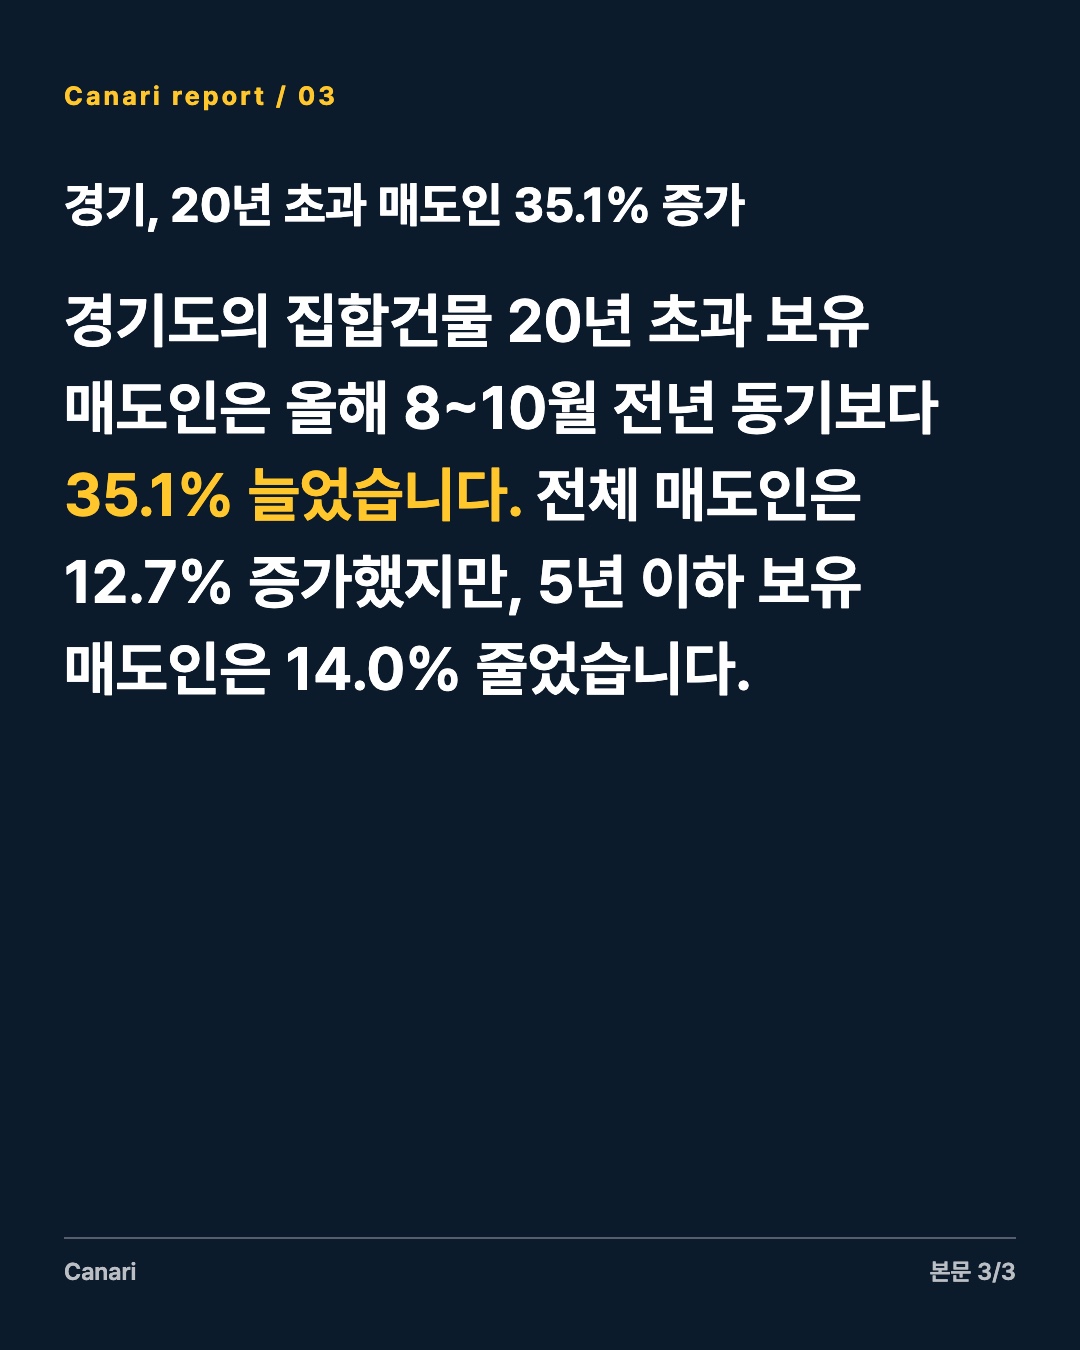 Canari report / 03
경기, 20년 초과 매도인 35.1% 증가
경기도의 집합건물 20년 초과 보유
매도인은 올해 8~10월 전년 동기보다
35.1% 늘었습니다. 전체 매도인은
12.7% 증가했지만, 5년 이하 보유
매도인은 14.0% 줄었습니다.
Canari
본문 3/3